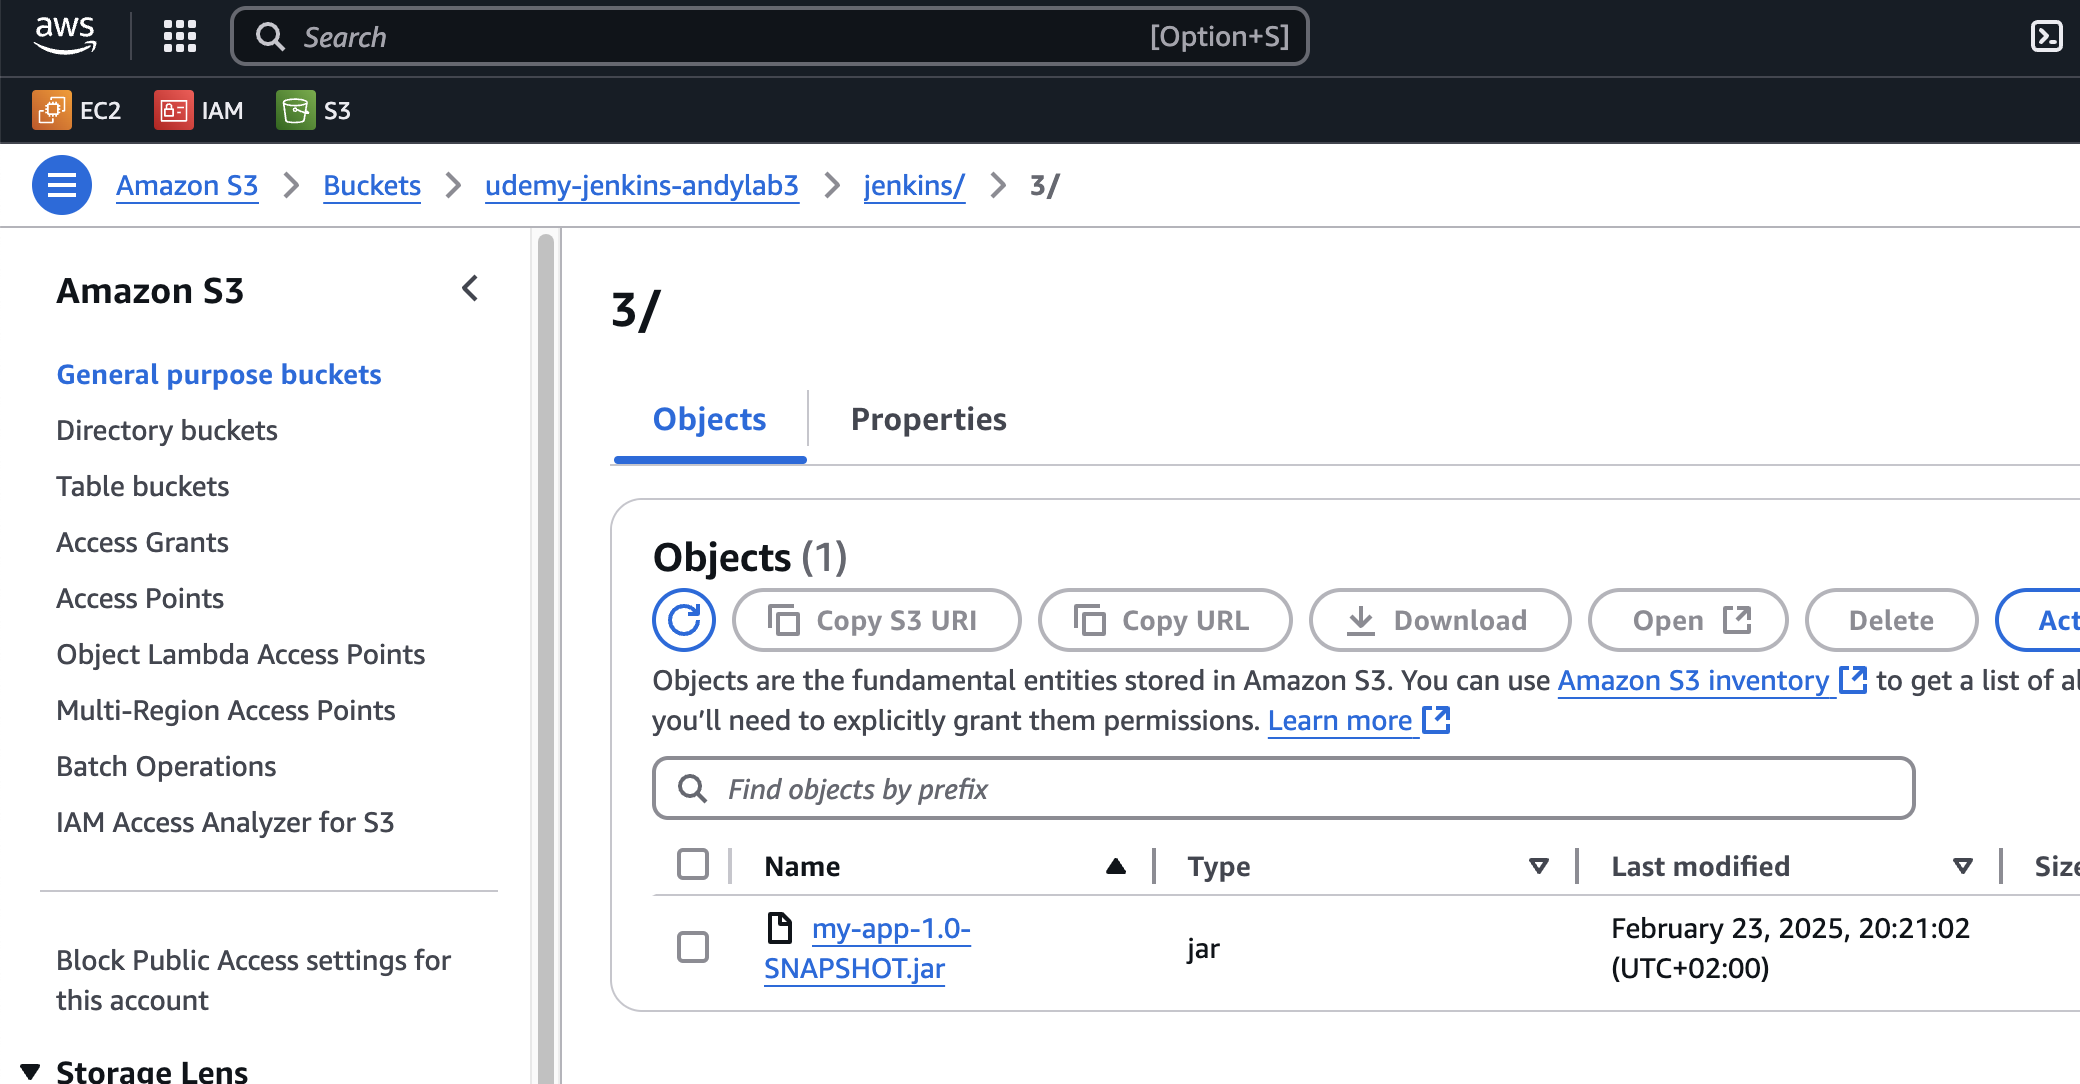 aws
Search [Option+S]
EC2 IAM S3
Amazon S3 Buckets udemy-jenkins-andylab3 jenkins/ 3/
Amazon S3
General purpose buckets
Directory buckets
Table buckets
Access Grants
Access Points
Object Lambda Access Points
Multi-Region Access Points
Batch Operations
IAM Access Analyzer for S3
Block Public Access settings for
this account
Storage Lens
3/
Objects Properties
Objects (1)
Copy S3 URI Copy URL Download Open Delete Act
Objects are the fundamental entities stored in Amazon S3. You can use Amazon S3 inventory to get a list of al
you'll need to explicitly grant them permissions. Learn more
Find objects by prefix
Name Type Last modified Size
my-app-1.0-
SNAPSHOT.jar
jar
February 23, 2025, 20:21:02
(UTC+02:00)